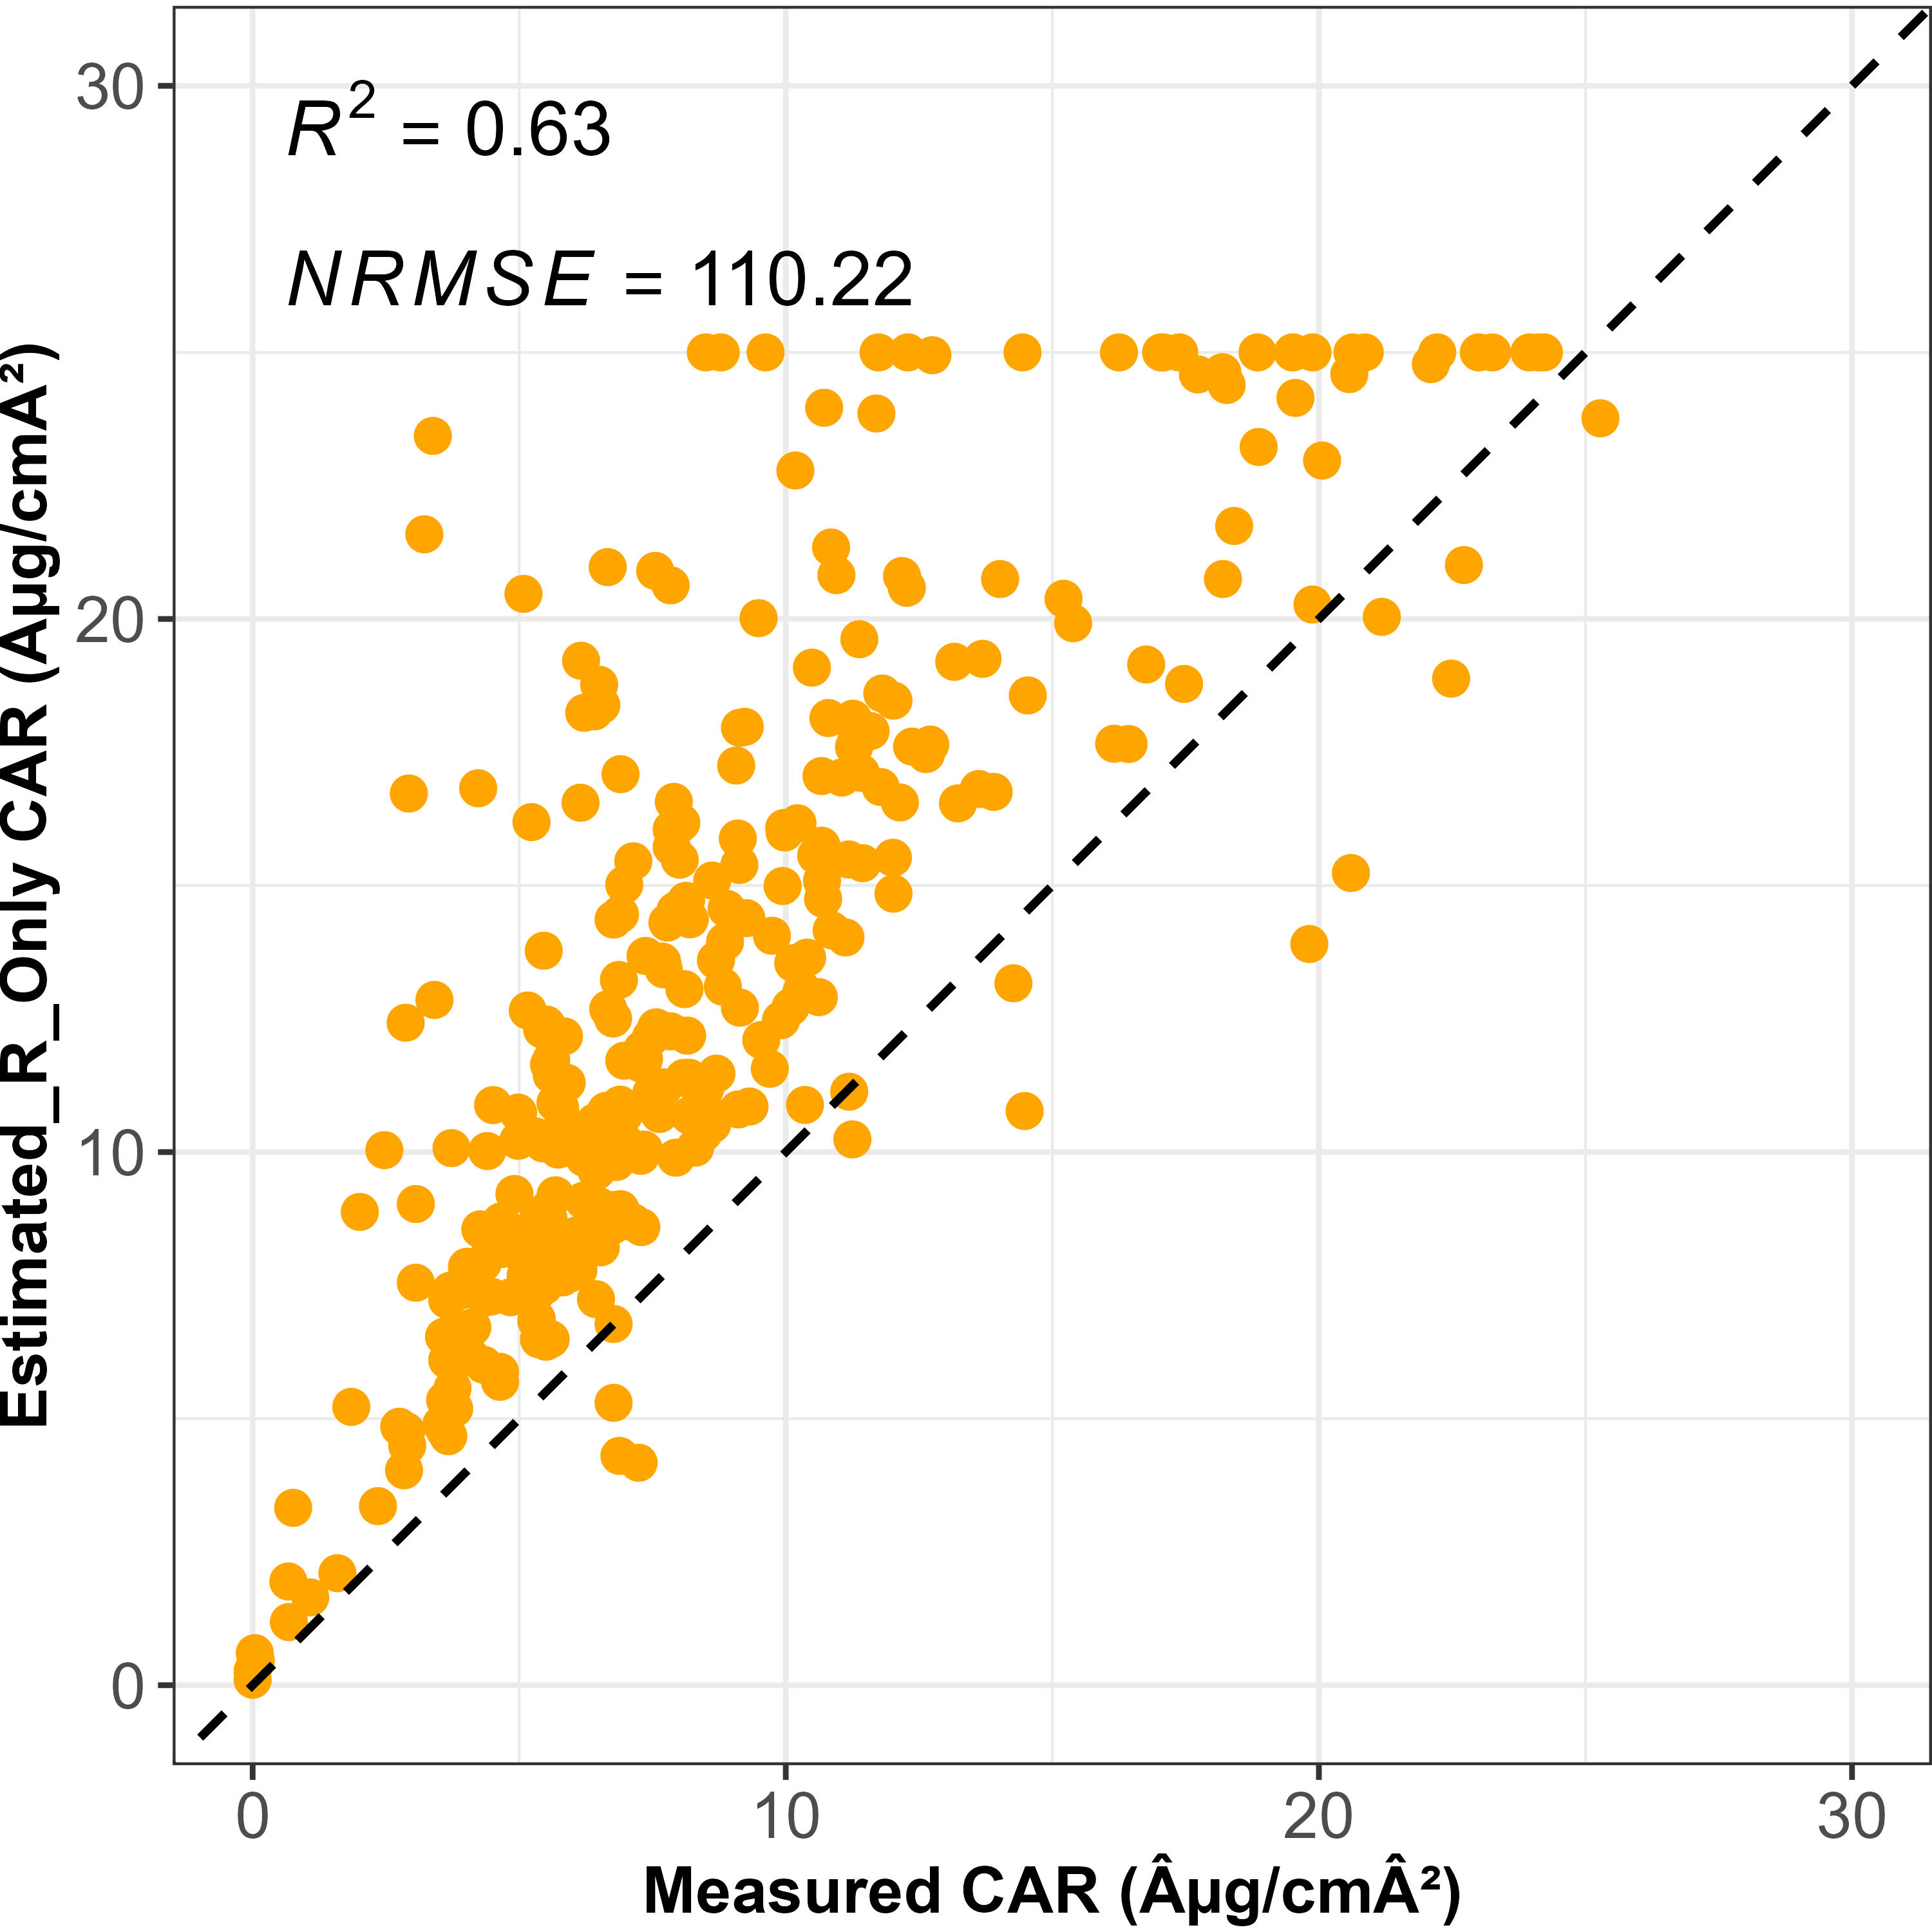 R² = 0.63
NRMSE = 110.22
30
20
10
0
Estimated_R_Only CAR (Âµg/cmÂ²)
0 10 20 30
Measured CAR (Âµg/cmÂ²)